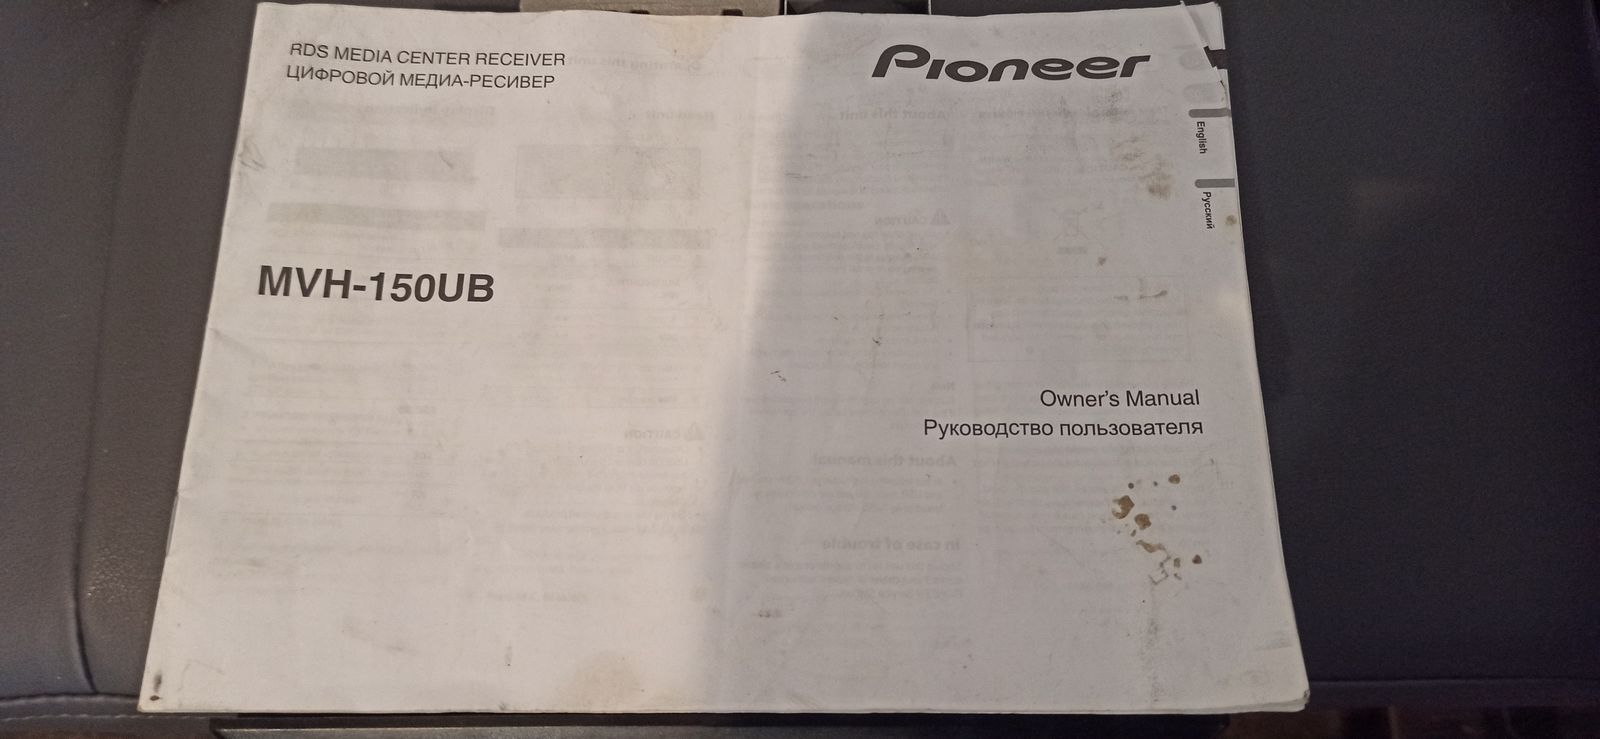 RDS MEDIA CENTER RECEIVER
ЦИФРОВОЙ МЕДИА-РЕСИВЕР
Pioneer
English
Русский
MVH-150UB
Owner's Manual
Руководство пользователя